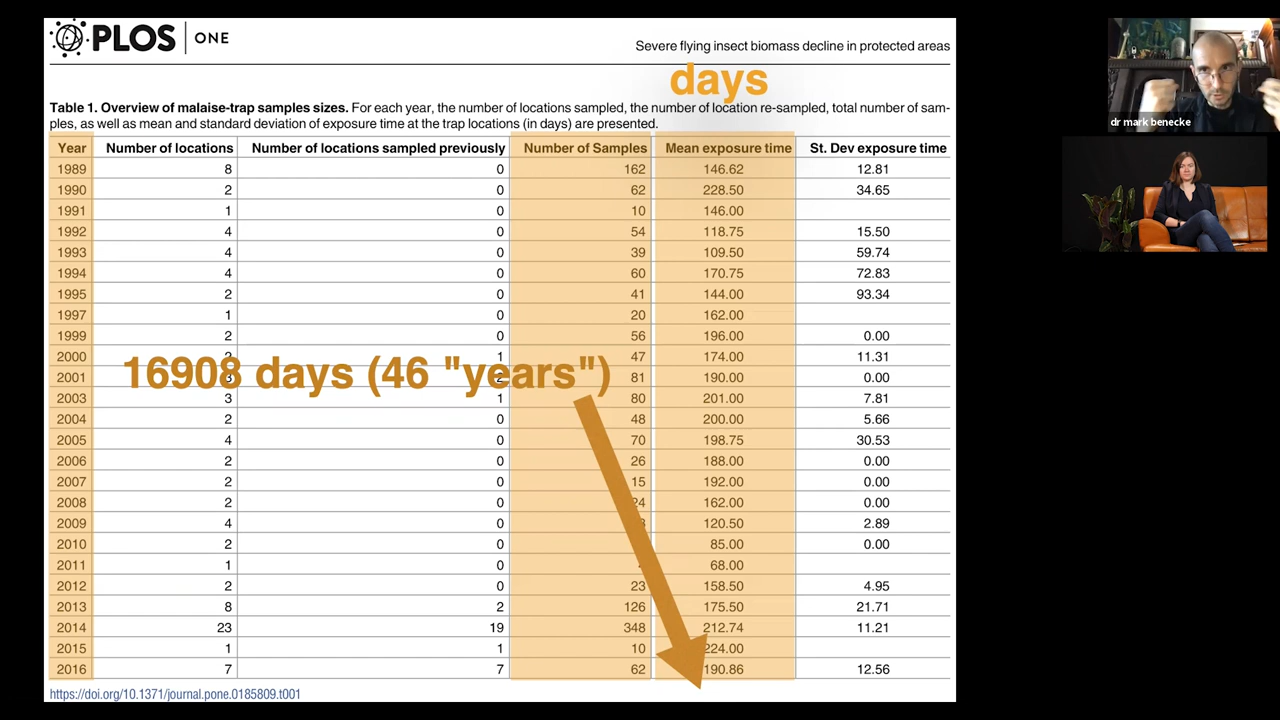 PLOS ONE
Severe flying insect biomass decline in protected areas
days
Table 1. Overview of malaise-trap samples sizes. For each year, the number of locations sampled, the number of location re-sampled, total number of sam-
ples, as well as mean and standard deviation of exposure time at the trap locations (in days) are presented.
Year Number of locations Number of locations sampled previously Number of Samples Mean exposure time St. Dev exposure time
1989 8 0 162 146.62 12.81
1990 2 0 62 228.50 34.65
1991 1 0 10 146.00
1992 4 0 54 118.75 15.50
1993 4 0 39 109.50 59.74
1994 4 0 60 170.75 72.83
1995 2 0 41 144.00 93.34
1997 1 0 20 162.00
1999 2 0 56 196.00 0.00
2000 2 1 47 174.00 11.31
16908 days (46 "years")
2001 81 190.00 0.00
2003 3 1 80 201.00 7.81
2004 2 0 48 200.00 5.66
2005 4 0 70 198.75 30.53
2006 2 0 26 188.00 0.00
2007 2 0 15 192.00 0.00
2008 2 0 24 162.00 0.00
2009 4 0 120.50 2.89
2010 2 0 85.00 0.00
2011 1 0 68.00
2012 2 0 23 158.50 4.95
2013 8 2 126 175.50 21.71
2014 23 19 348 212.74 11.21
2015 1 1 10 224.00
2016 7 7 62 190.86 12.56
https://doi.org/10.1371/journal.pone.0185809.t001
dr mark benecke